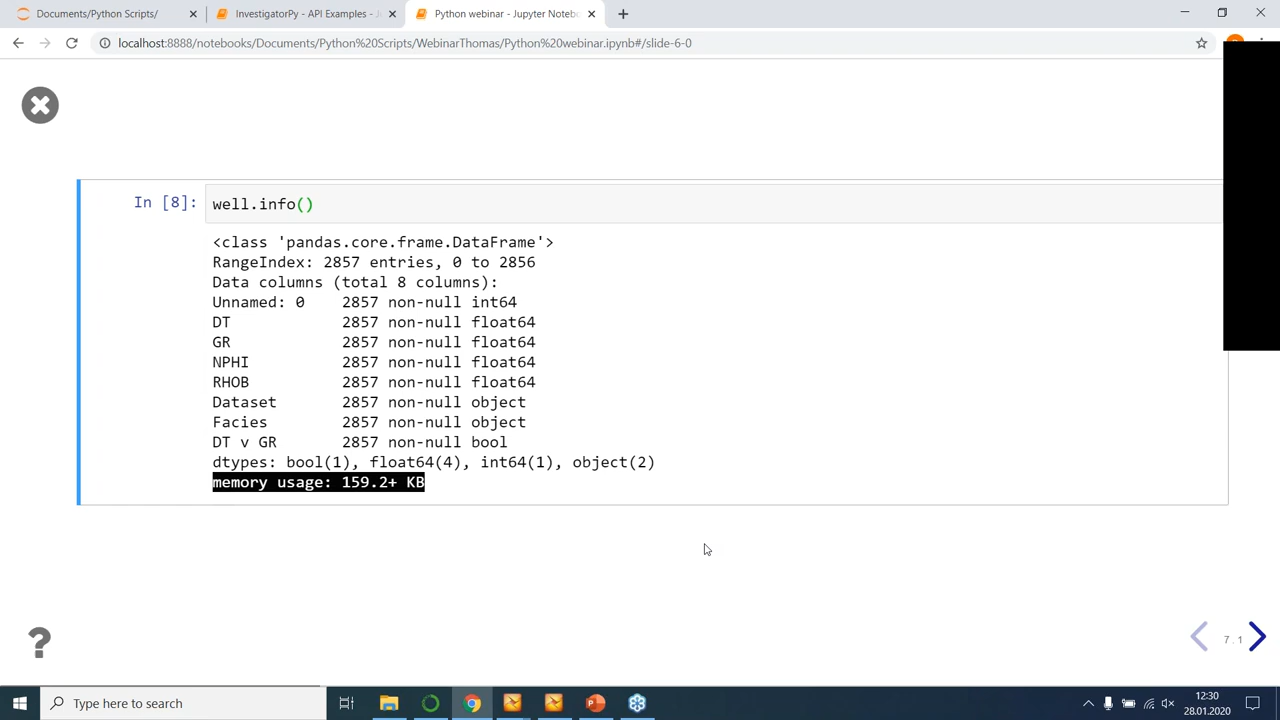 Documents/Python Scripts/
InvestigatorPy - API Examples - J
Python webinar - Jupyter Notebo
localhost:8888/notebooks/Documents/Python%20Scripts/WebinarThomas/Python%20webinar.ipynb#/slide-6-0
In [8]: well.info()
<class 'pandas.core.frame.DataFrame'>
RangeIndex: 2857 entries, 0 to 2856
Data columns (total 8 columns):
Unnamed: 0 2857 non-null int64
DT 2857 non-null float64
GR 2857 non-null float64
NPHI 2857 non-null float64
RHOB 2857 non-null float64
Dataset 2857 non-null object
Facies 2857 non-null object
DT v GR 2857 non-null bool
dtypes: bool(1), float64(4), int64(1), object(2)
memory usage: 159.2+ KB
?
7.1
Type here to search
12:30
28.01.2020